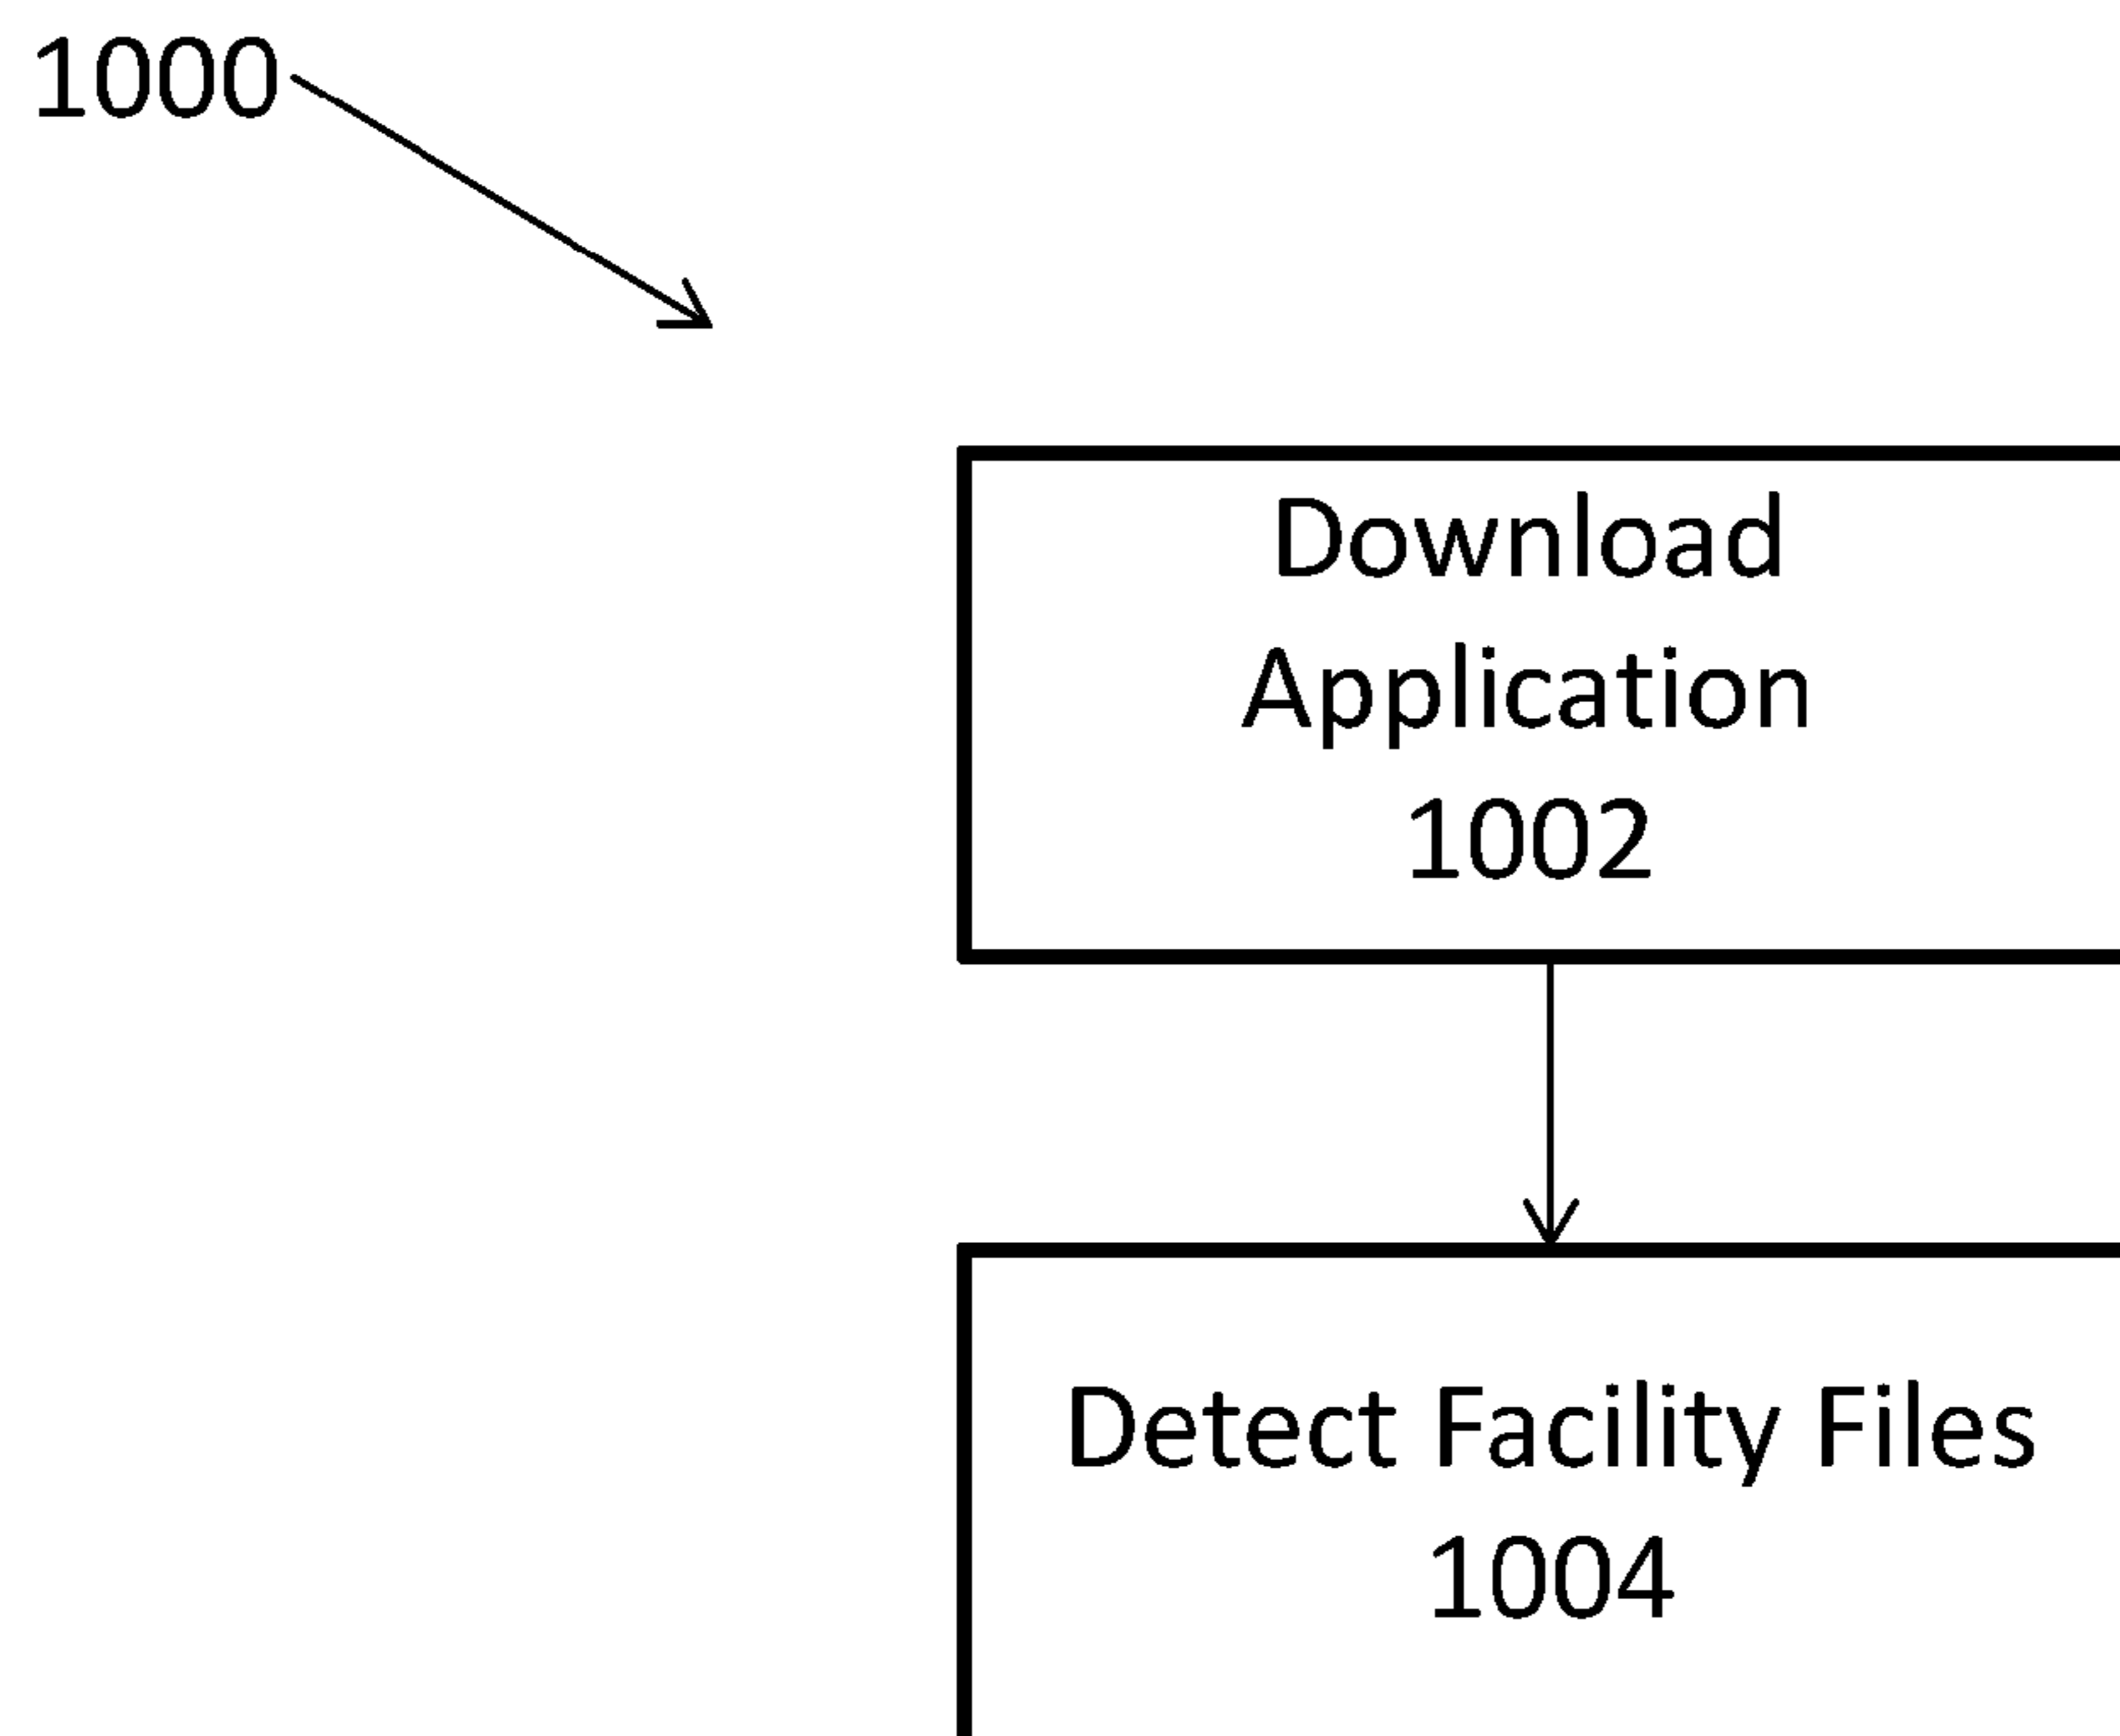 1000
Download
Application
1002
Detect Facility Files
1004